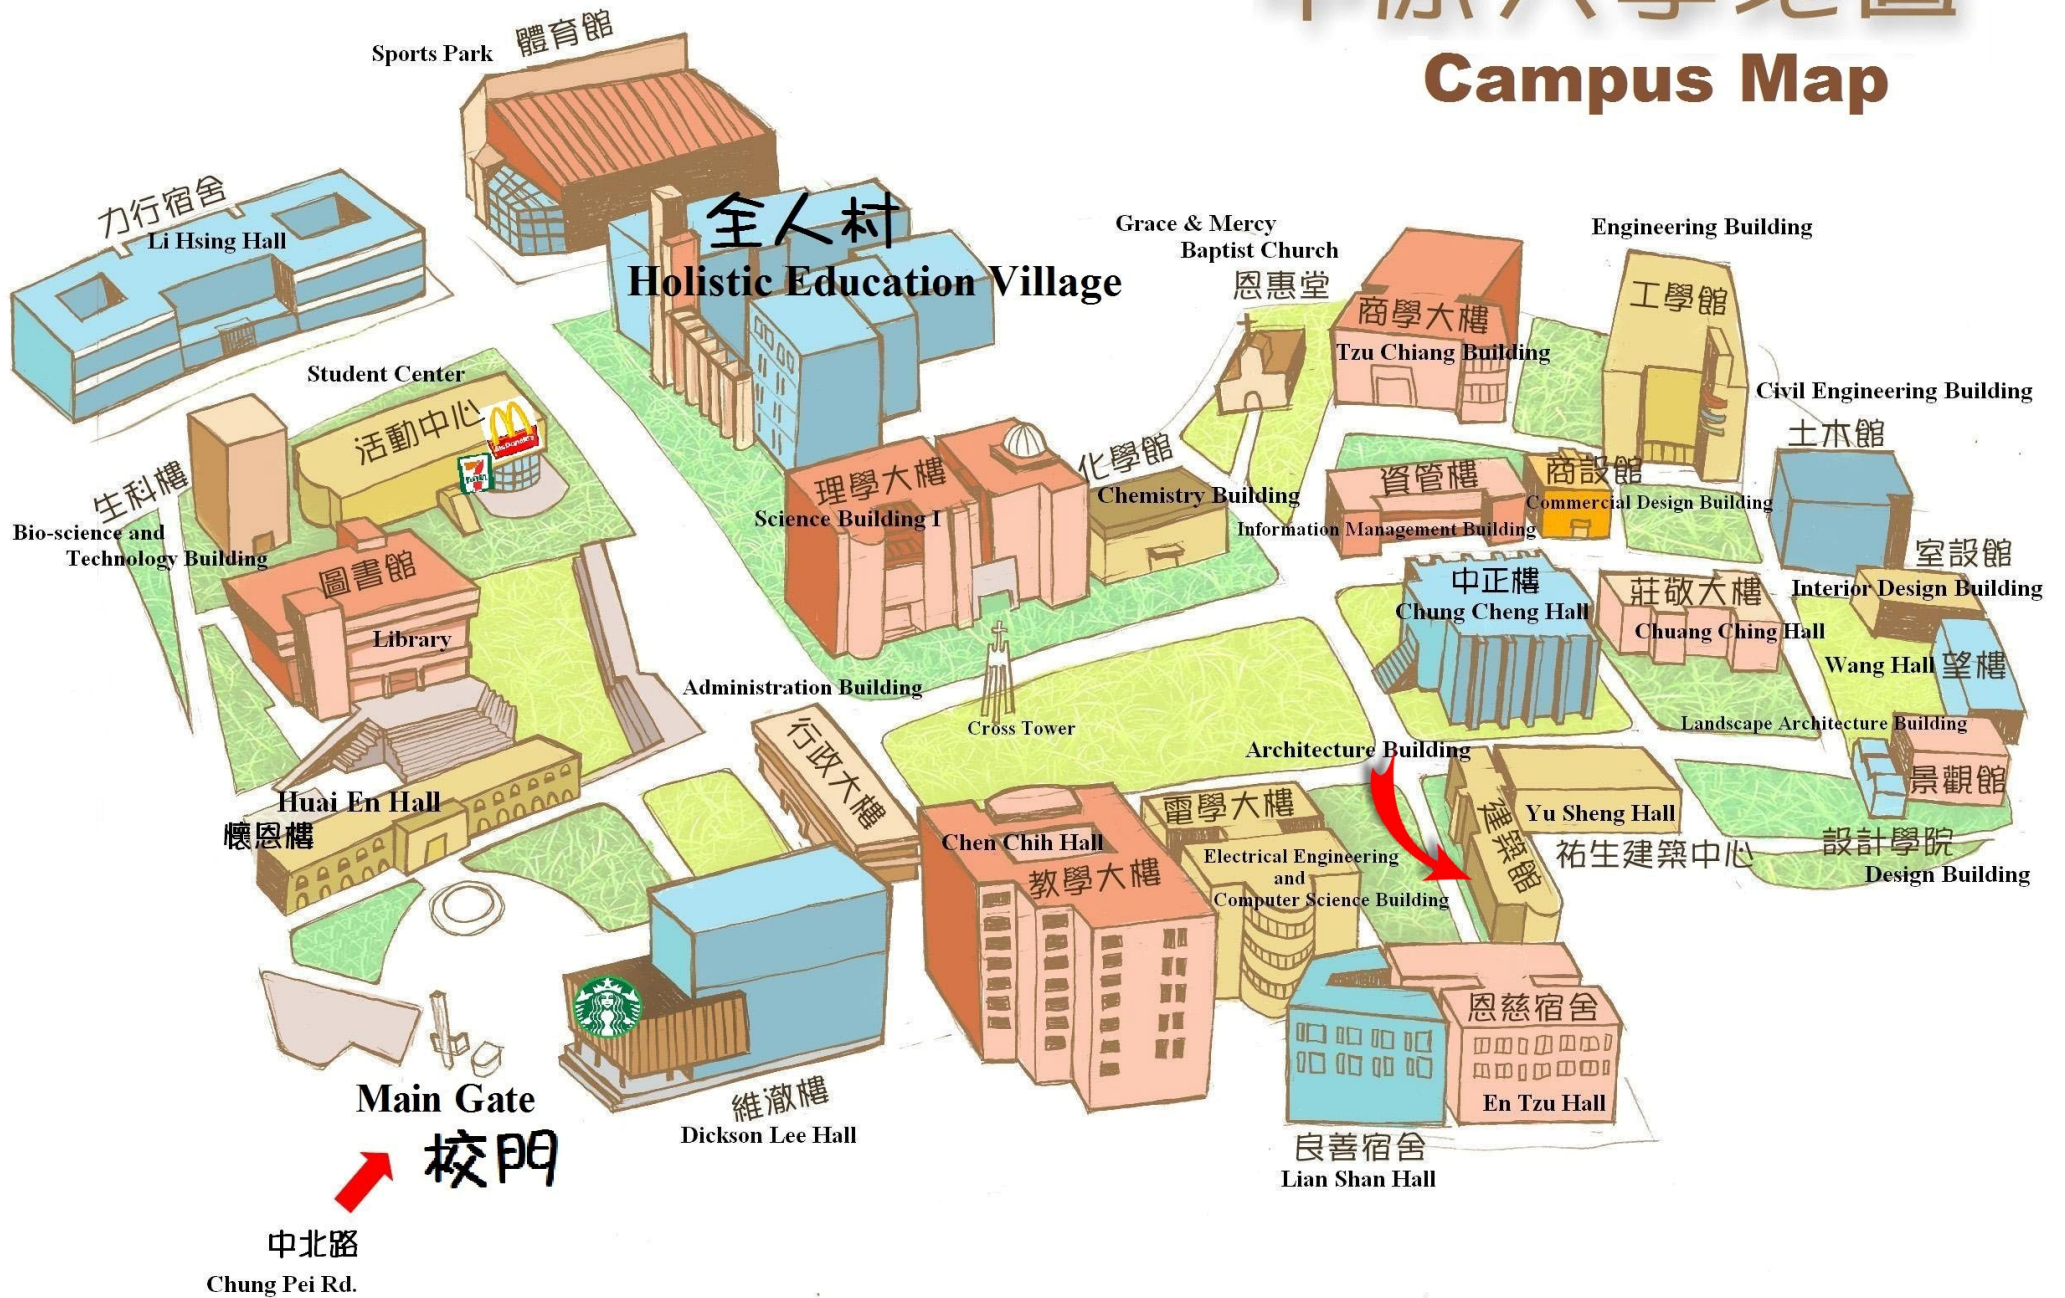 中原大學地圖
Campus Map
Sports Park
體育館
力行宿舍
Li Hsing Hall
全人村
Holistic Education Village
Grace & Mercy
Baptist Church
恩惠堂
商學大樓
Tzu Chiang Building
Engineering Building
工學館
Civil Engineering Building
土木館
Student Center
活動中心
McDonald's
7
ELEVEN
生科樓
Bio-science and
Technology Building
圖書館
Library
理學大樓
Science Building I
化學館
Chemistry Building
資管樓
Information Management Building
商設館
Commercial Design Building
中正樓
Chung Cheng Hall
莊敬大樓
Chuang Ching Hall
室設館
Interior Design Building
Wang Hall
望樓
Landscape Architecture Building
景觀館
設計學院
Design Building
Administration Building
行政大樓
Cross Tower
Architecture Building
建築館
Yu Sheng Hall
祐生建築中心
Huai En Hall
懷恩樓
Chen Chih Hall
教學大樓
電學大樓
Electrical Engineering
and
Computer Science Building
恩慈宿舍
En Tzu Hall
良善宿舍
Lian Shan Hall
維澈樓
Dickson Lee Hall
Main Gate
校門
中北路
Chung Pei Rd.